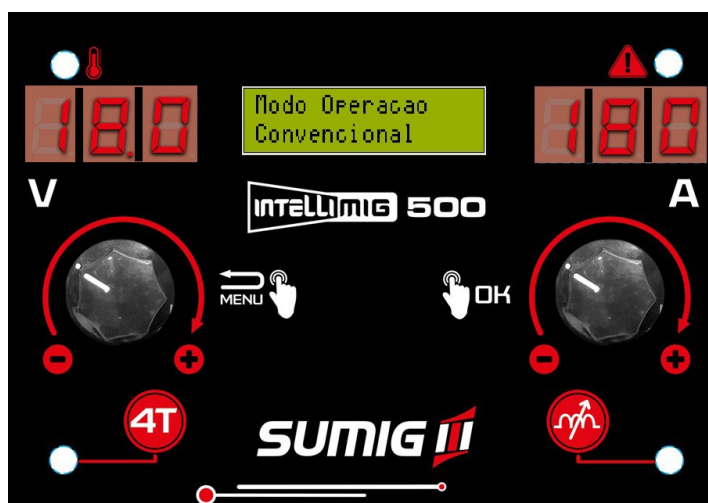 18.0
Modo Operacao
Convencional
180
V
A
INTELLIMIG 500
MENU
OK
4T
SUMIG